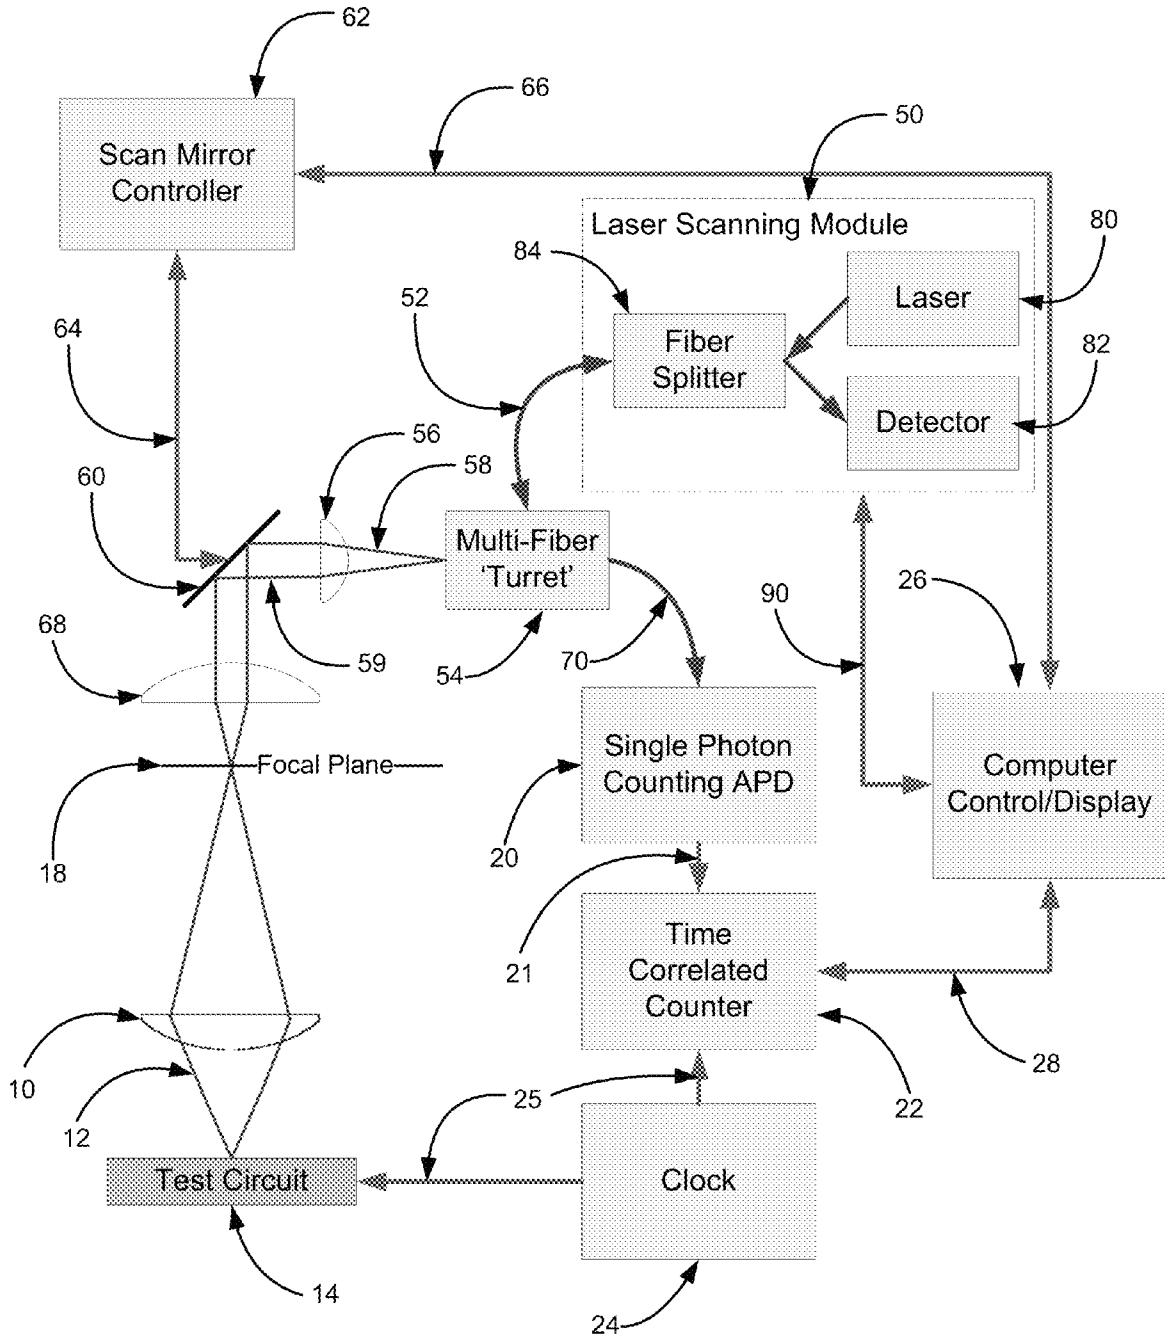 62
66
50
Scan Mirror
Controller
Laser Scanning Module
80
84
Laser
52
64
Fiber
Splitter
82
Detector
56
58
60
Multi-Fiber
'Turret'
26
90
68
59
54
70
Single Photon
Counting APD
Computer
Control/Display
Focal Plane
18
20
21
Time
Correlated
Counter
10
12
25
28
22
Test Circuit
Clock
14
24